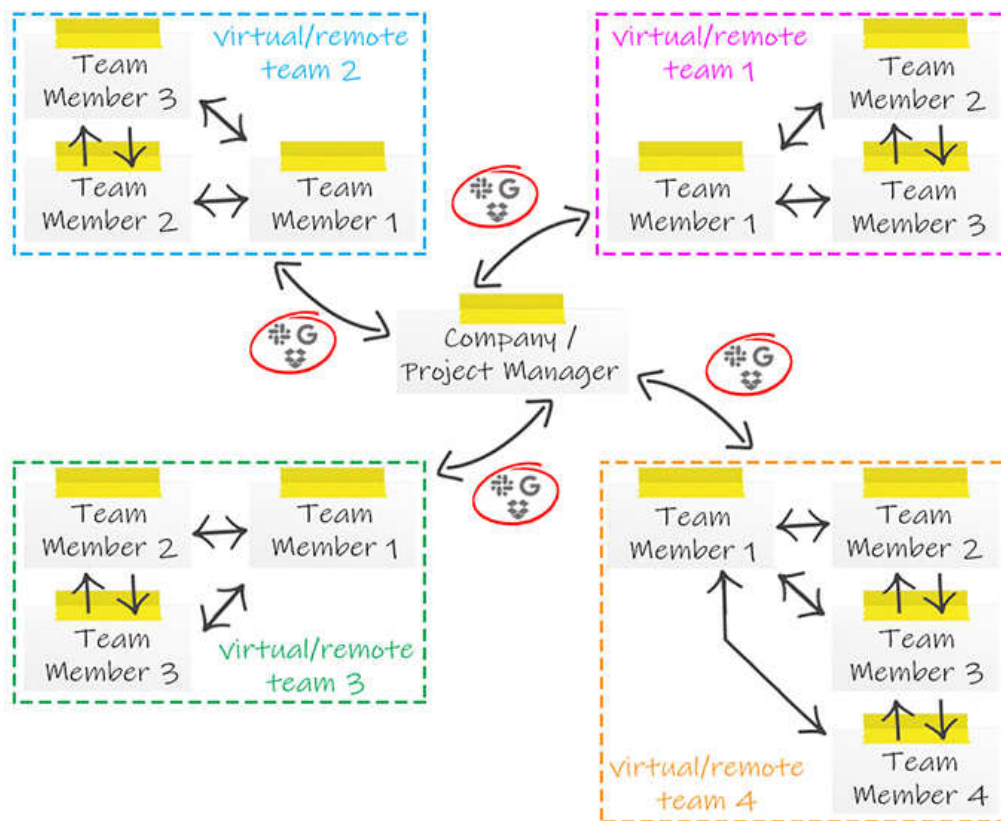 virtual/remote
team 2
Team
Member 3
Team
Member 2
Team
Member 1
virtual/remote
team 1
Team
Member 2
Team
Member 1
Team
Member 3
G
G
Company /
Project Manager
G
G
Team
Member 2
Team
Member 1
Team
Member 3
virtual/remote
team 3
Team
Member 1
Team
Member 2
Team
Member 3
Team
Member 4
virtual/remote
team 4